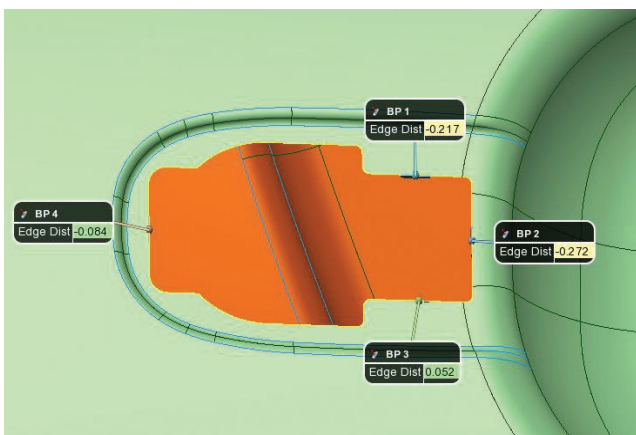 BP 1
Edge Dist -0.217
BP 4
Edge Dist -0.084
BP 2
Edge Dist -0.272
BP 3
Edge Dist 0.052